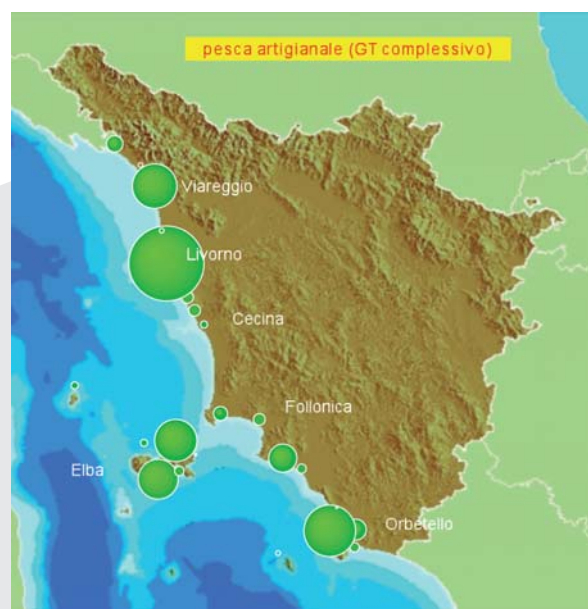 pesca artigianale (GT complessivo)
Viareggio
Livorno
Cecina
Follonica
Elba
Orbetello